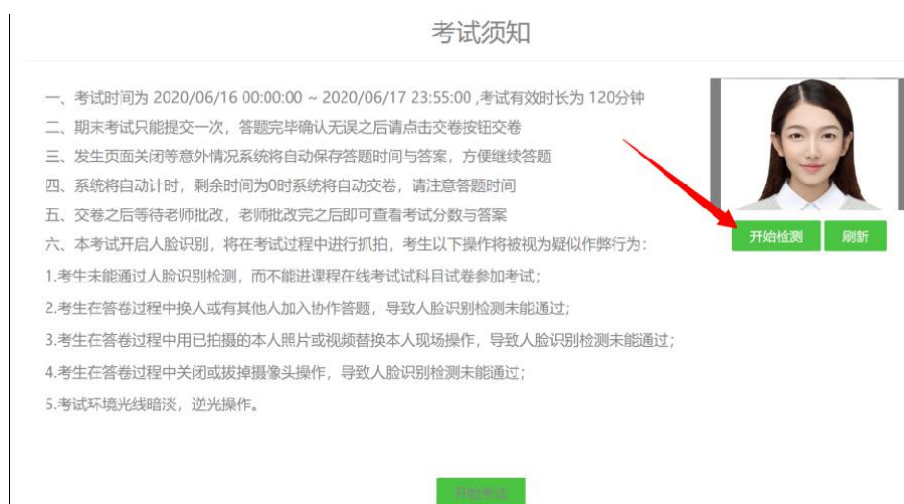 考试须知
一、考试时间为 2020/06/16 00:00:00 ~ 2020/06/17 23:55:00 ,考试有效时长为 120分钟
二、期末考试只能提交一次，答题完毕确认无误之后请点击交卷按钮交卷
三、发生页面关闭等意外情况系统将自动保存答题时间与答案，方便继续答题
四、系统将自动计时，剩余时间为0时系统将自动交卷，请注意答题时间
五、交卷之后等待老师批改，老师批改完之后即可查看考试分数与答案
六、本考试开启人脸识别，将在考试过程中进行抓拍，考生以下操作将被视为疑似作弊行为：
1.考生未能通过人脸识别检测，而不能进课程在线考试试科目试卷参加考试；
2.考生在答卷过程中换人或有其他人加入协作答题，导致人脸识别检测未能通过；
3.考生在答卷过程中用已拍摄的本人照片或视频替换本人现场操作，导致人脸识别检测未能通过；
4.考生在答卷过程中关闭或拔掉摄像头操作，导致人脸识别检测未能通过；
5.考试环境光线暗淡，逆光操作。
开始检测
刷新
开始考试